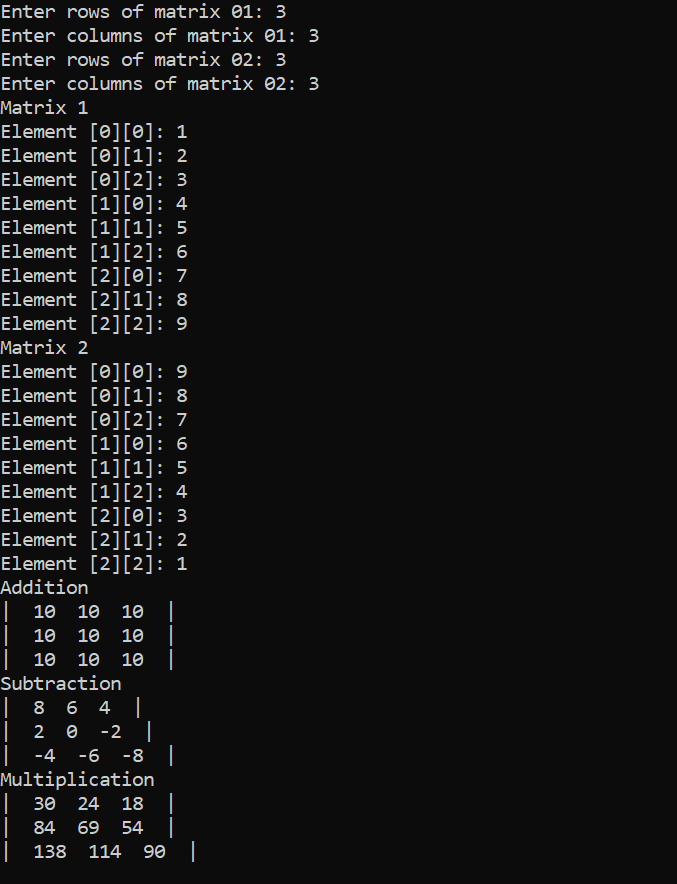 Enter rows of matrix 01: 3
Enter columns of matrix 01: 3
Enter rows of matrix 02: 3
Enter columns of matrix 02: 3
Matrix 1
Element [0][0]: 1
Element [0][1]: 2
Element [0][2]: 3
Element [1][0]: 4
Element [1][1]: 5
Element [1][2]: 6
Element [2][0]: 7
Element [2][1]: 8
Element [2][2]: 9
Matrix 2
Element [0][0]: 9
Element [0][1]: 8
Element [0][2]: 7
Element [1][0]: 6
Element [1][1]: 5
Element [1][2]: 4
Element [2][0]: 3
Element [2][1]: 2
Element [2][2]: 1
Addition
|  10  10  10  |
|  10  10  10  |
|  10  10  10  |
Subtraction
|  8  6  4  |
|  2  0  -2  |
|  -4  -6  -8  |
Multiplication
|  30  24  18  |
|  84  69  54  |
|  138  114  90  |